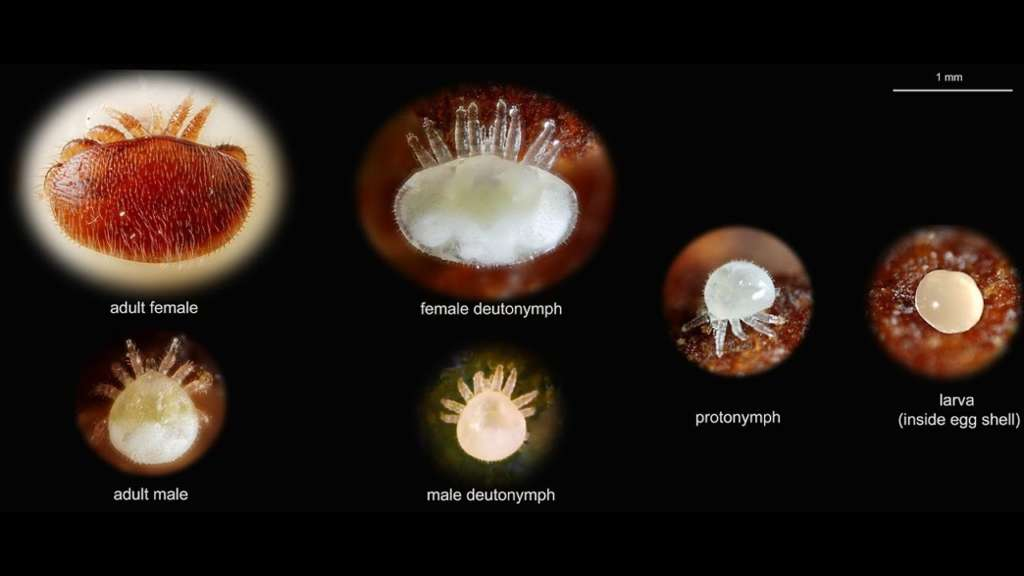 1 mm
adult female
female deutonymph
adult male
male deutonymph
protonymph
larva
(inside egg shell)